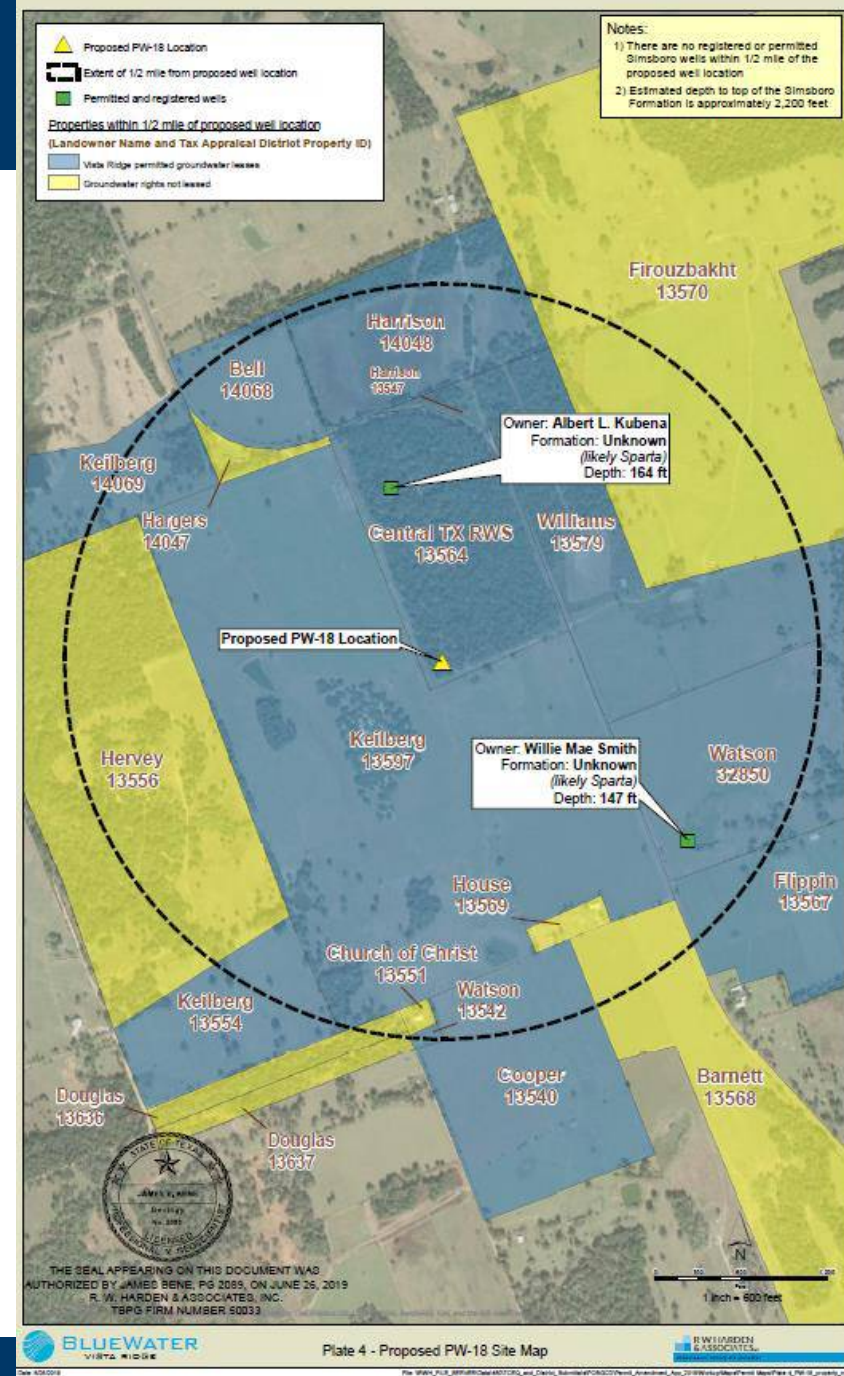 Proposed PW-18 Location
Extent of 1/2 mile from proposed well location
Permitted and registered wells
Properties within 1/2 mile of proposed well location
(Landowner Name and Tax Appraisal District Property ID)
Vista Ridge permitted groundwater leases
Groundwater rights not leased
Notes:
1) There are no registered or permitted
Simsboro wells within 1/2 mile of the
proposed well location
2) Estimated depth to top of the Simsboro
Formation is approximately 2,200 feet
Firouzbakht
13570
Harrison
14048
Bell
14068
Harrison
13547
Owner: Albert L. Kubena
Formation: Unknown
(likely Sparta)
Depth: 164 ft
Keilberg
14069
Hargers
14047
Central TX RWS
13564
Williams
13579
Proposed PW-18 Location
Keilberg
13597
Hervey
13556
Owner: Willie Mae Smith
Formation: Unknown
(likely Sparta)
Depth: 147 ft
Watson
32850
House
13569
Flippin
13567
Church of Christ
13551
Watson
13542
Keilberg
13554
Cooper
13540
Barnett
13568
Douglas
13636
Douglas
13637
STATE OF TEXAS
JAMES BENE
Geology
LICENSED
PROFESSIONAL GEOSCIENTIST
THE SEAL APPEARING ON THIS DOCUMENT WAS
AUTHORIZED BY JAMES BENE, PG 2089, ON JUNE 26, 2019
R. W. HARDEN & ASSOCIATES, INC.
TBPG FIRM NUMBER 50033
N
1 inch = 600 feet
BLUEWATER
VISTA RIDGE
Plate 4 - Proposed PW-18 Site Map
R W HARDEN
& ASSOCIATES